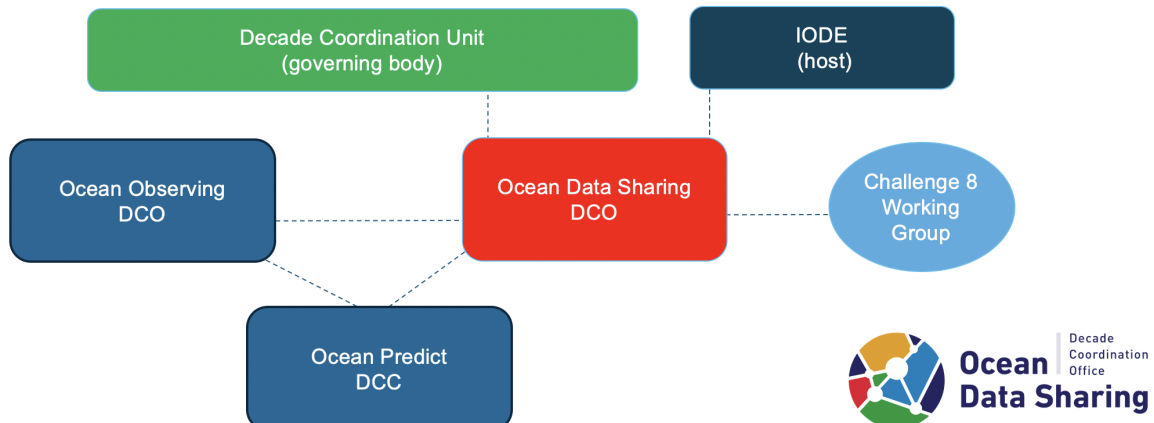 Decade Coordination Unit
(governing body)
IODE
(host)
Ocean Observing
DCO
Ocean Data Sharing
DCO
Challenge 8
Working
Group
Ocean Predict
DCC
Ocean
Data Sharing
Decade
Coordination
Office